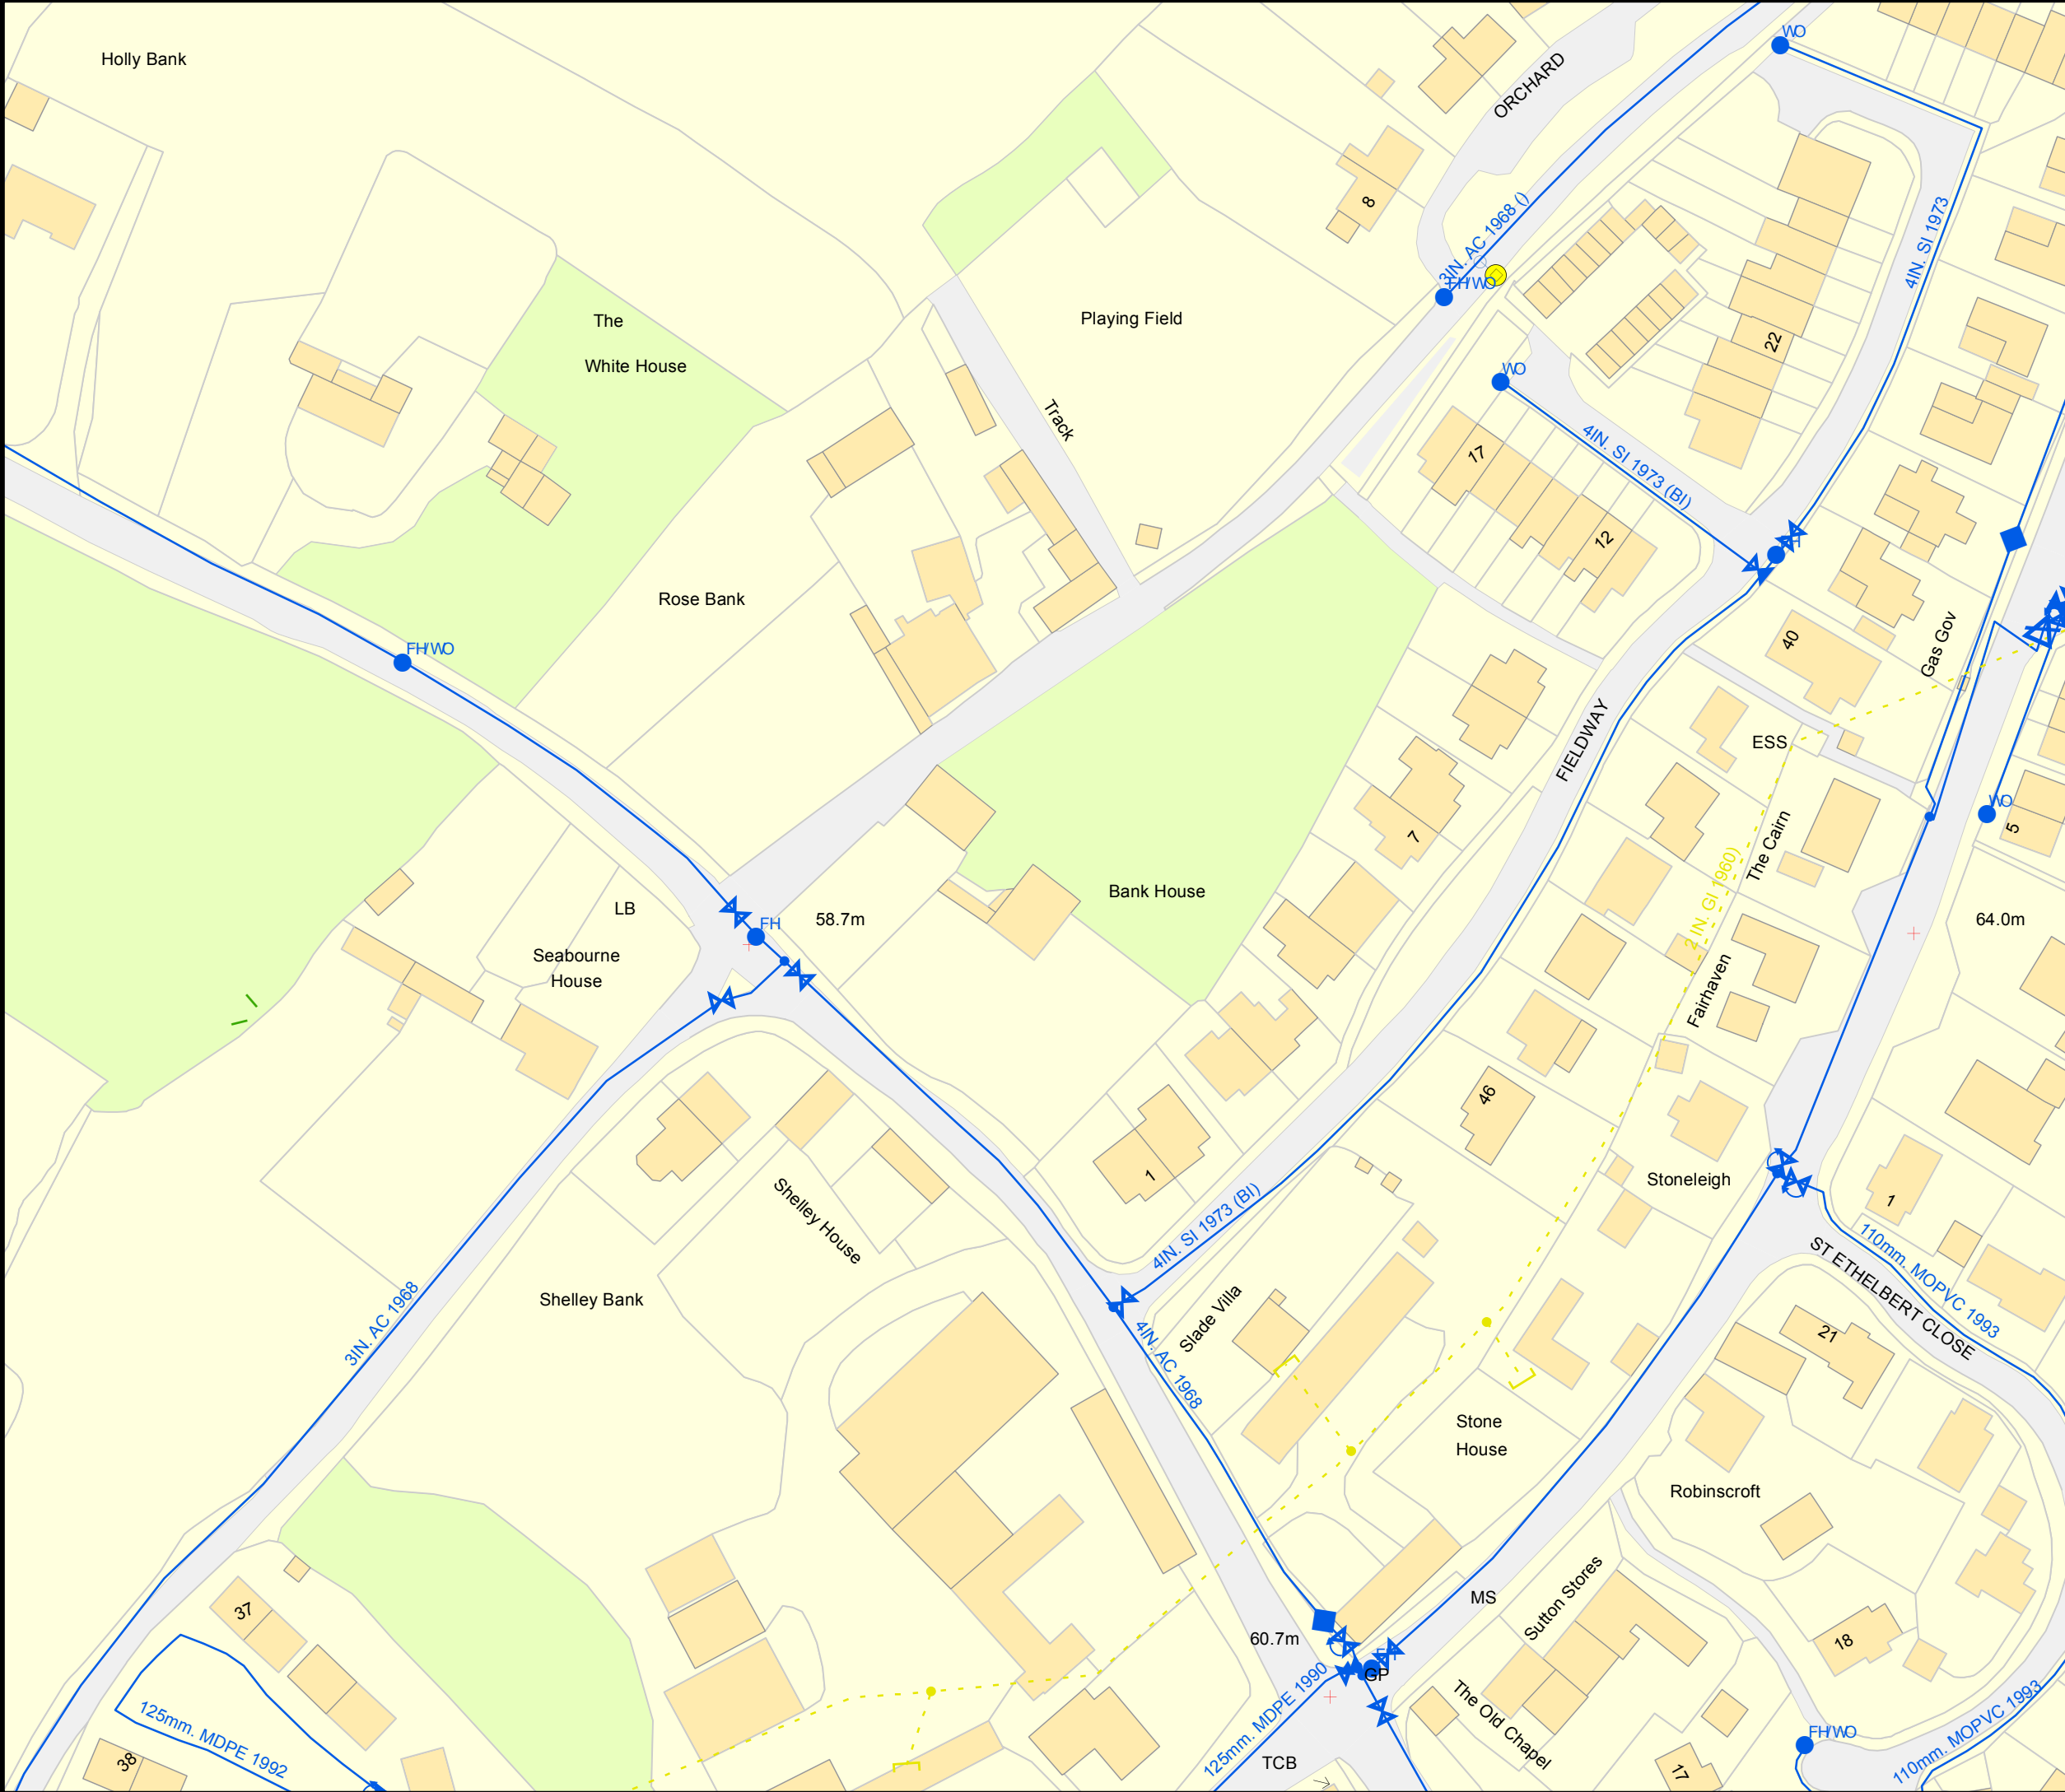 Holly Bank
WO
ORCHARD
8
3IN. AC 1968 ()
FH/WO
4IN. SI 1973
The
White House
Playing Field
22
WO
Track
17
4IN. SI 1973 (BI)
12
FH
Rose Bank
40
Gas Gov
FH/WO
FIELDWAY
ESS
WO
5
7
The Cairn
2 IN. GI 1960)
Bank House
LB
FH
58.7m
64.0m
Seabourne
House
Fairhaven
46
1
Stoneleigh
1
Shelley House
4IN. SI 1973 (BI)
110mm. MOPVC 1993
ST ETHELBERT CLOSE
3IN. AC 1968
Shelley Bank
Slade Villa
4IN. AC 1968
21
Stone
House
Robinscroft
37
MS
Sutton Stores
60.7m
GP
18
125mm. MDPE 1990
The Old Chapel
125mm. MDPE 1992
38
TCB
17
FH/WO
110mm. MOPVC 1993